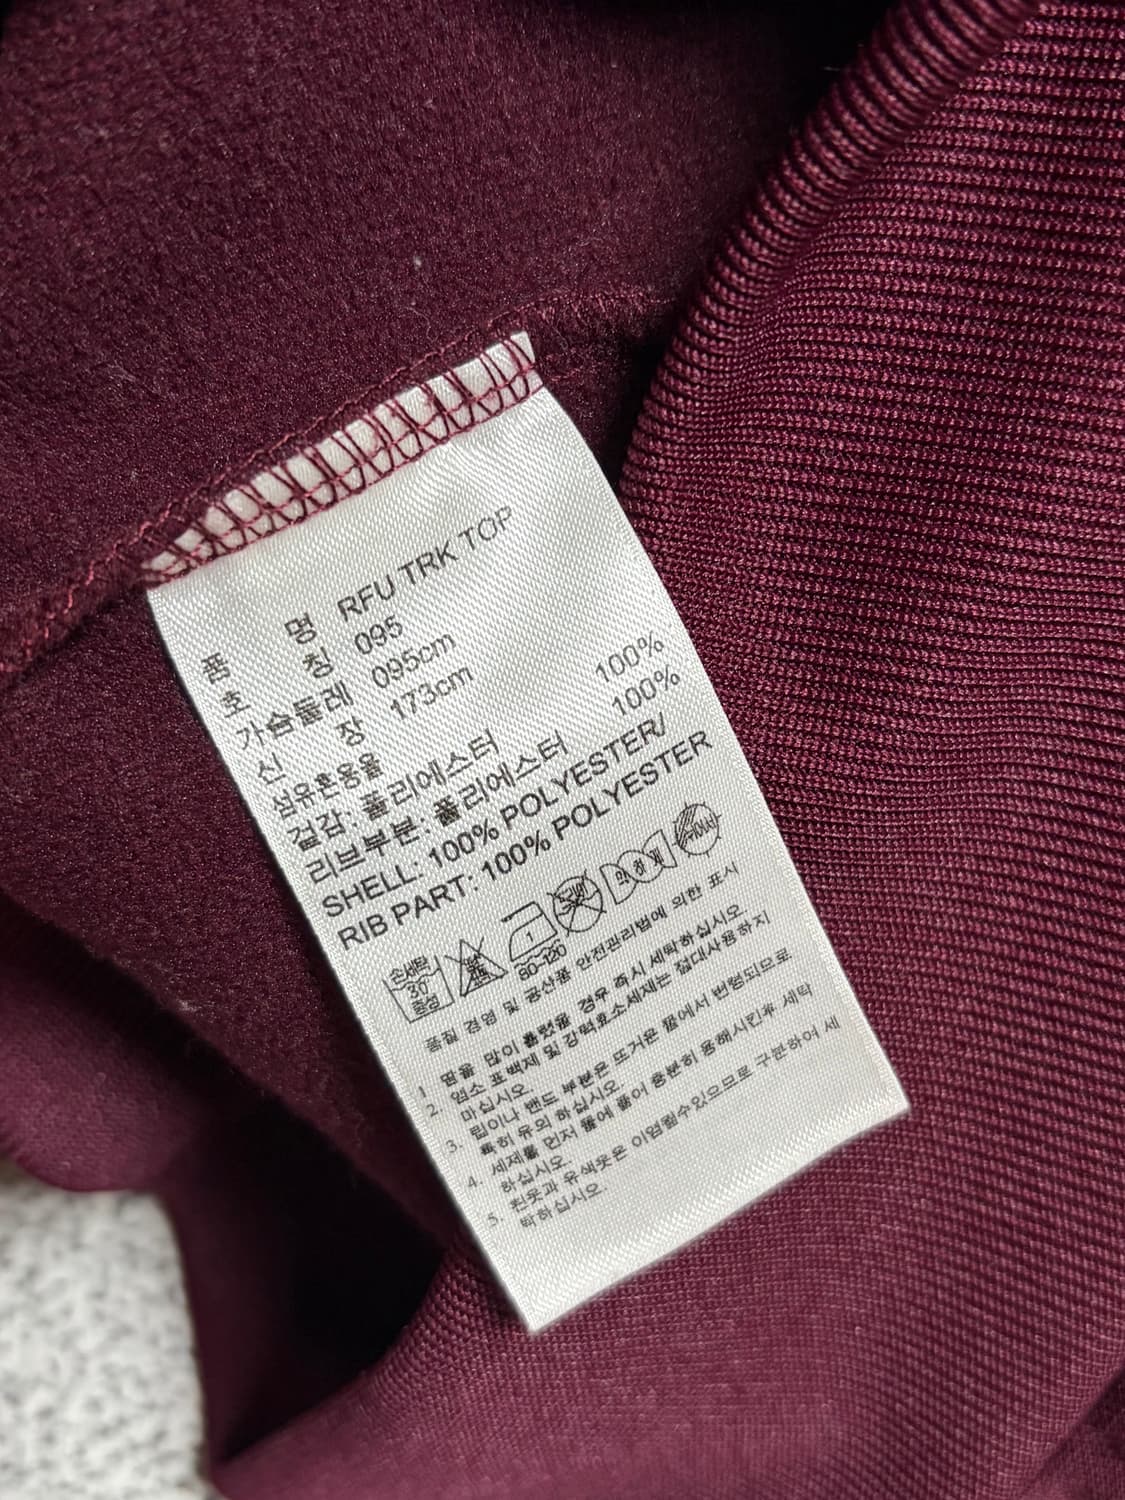 품 명 RFU TRK TOP
호 칭 095
가슴둘레 095cm
신 장 173cm
섬유혼용율
겉감: 폴리에스터 100%
리브부분: 폴리에스터 100%
SHELL: 100% POLYESTER/
RIB PART: 100% POLYESTER
손세탁 30 중성 80-120 약하게
품질 경영 및 공산품 안전관리법에 의한 표시
1 땀을 많이 흘렸을 경우 즉시 세탁하십시오
2. 염소 표백제 및 강력효소세제는 절대사용하지
마십시오.
3. 립이나 밴드 부분은 뜨거운 물에서 변형되므로
특히 유의 하십시오.
4. 세제를 먼저 물에 풀어 충분히 용해시킨후 세탁
하십시오.
5. 흰옷과 유색옷은 이염될수있으므로 구분하여 세
탁하십시오.